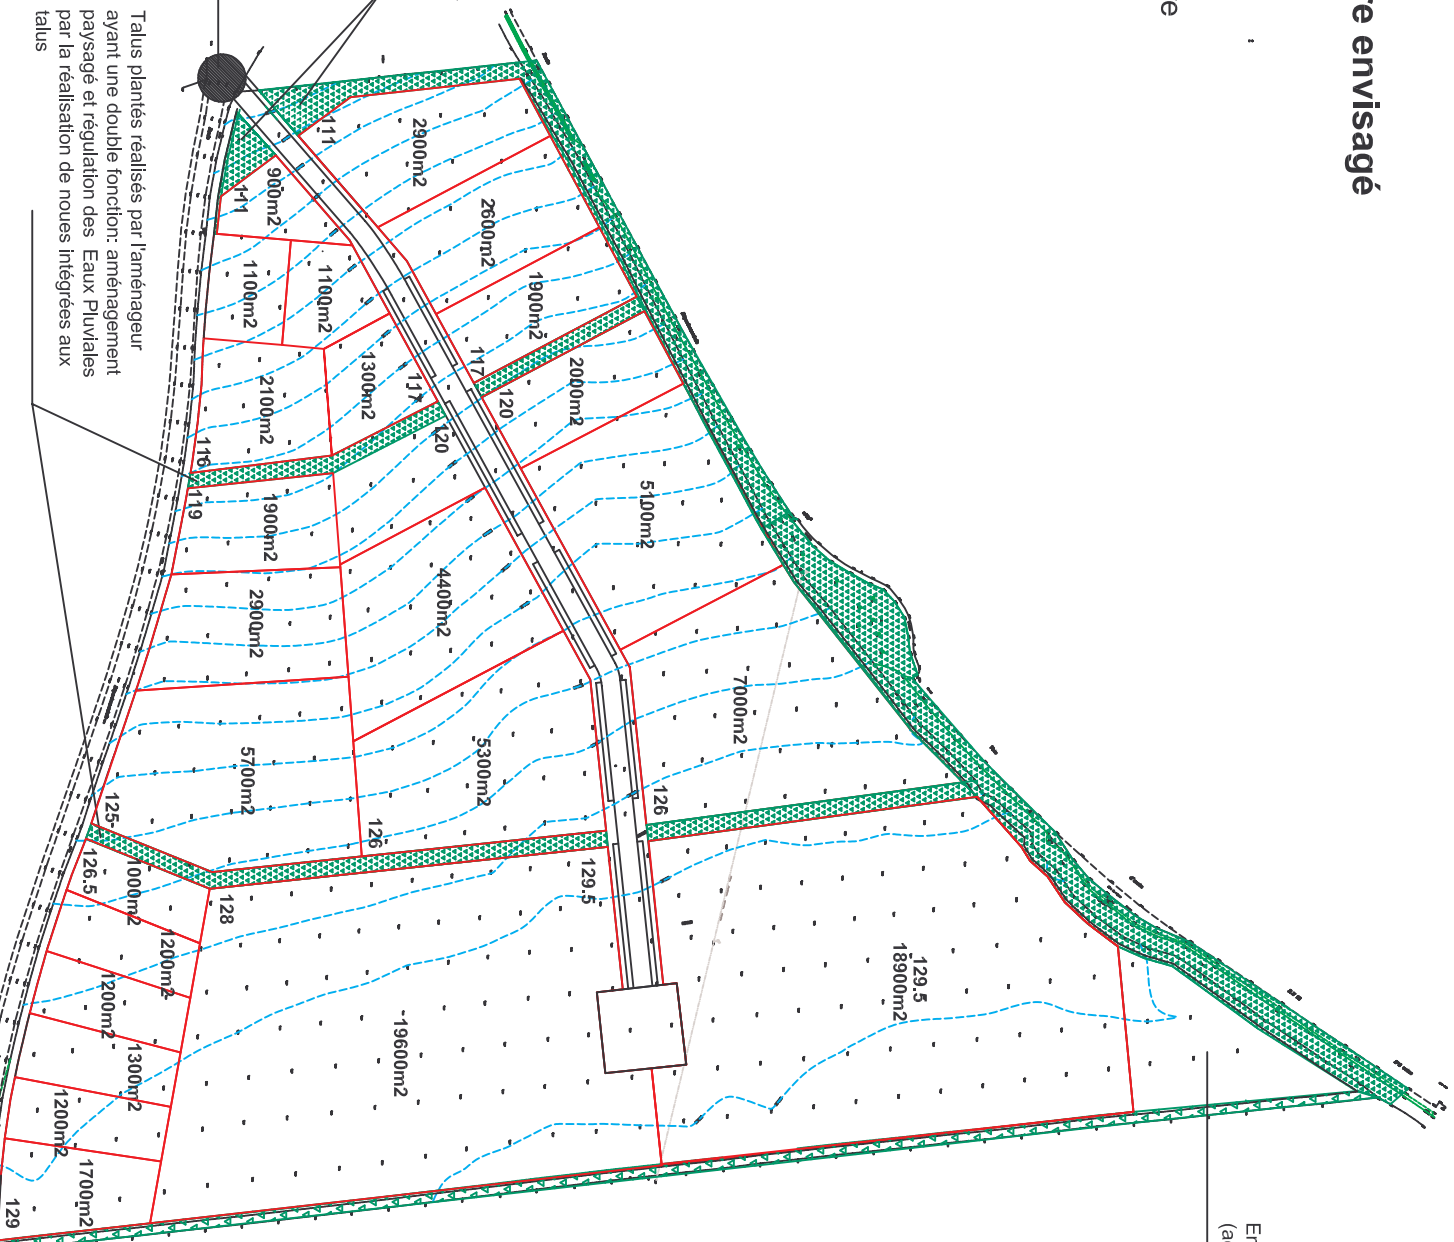 re envisagé
e
Talus plantés réalisés par l'aménageur
ayant une double fonction: aménagement
paysagé et régulation des Eaux Pluviales
par la réalisation de noues intégrées aux
talus
111
2900m2
2600m2
1900m2
117
2000m2
120
5100m2
7000m2
126
111
900m2
1100m2
1100m2
1300m2
117
120
2100m2
116
119
1900m2
4400m2
2900m2
5300m2
5700m2
126
125
129.5
126.5
128
129.5
18900m2
19600m2
1000m2
1200m2
1200m2
1300m2
1200m2
1700m2
129